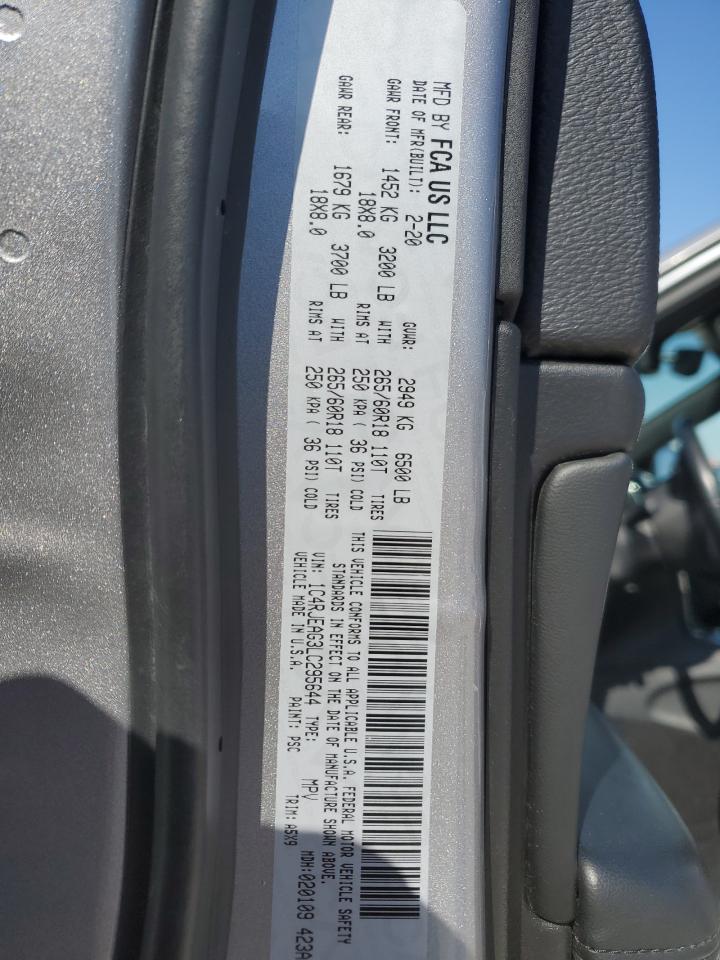 MFD BY FCA US LLC
DATE OF MFR(BUILT): 2-20 GVWR: 2949 KG 6500 LB
GAWR FRONT: 1452 KG 3200 LB WITH 265/60R18 110T TIRES
18X8.0 RIMS AT 250 KPA ( 36 PSI) COLD
GAWR REAR: 1679 KG 3700 LB WITH 265/60R18 110T TIRES
18X8.0 RIMS AT 250 KPA ( 36 PSI) COLD
THIS VEHICLE CONFORMS TO ALL APPLICABLE U.S.A. FEDERAL MOTOR VEHICLE SAFETY
STANDARDS IN EFFECT ON THE DATE OF MANUFACTURE SHOWN ABOVE.
VIN: 1C4RJEAG3LC295644 TYPE: MPV MDH:020109 423A
VEHICLE MADE IN U.S.A. PAINT: PSC TRIM: A5X9